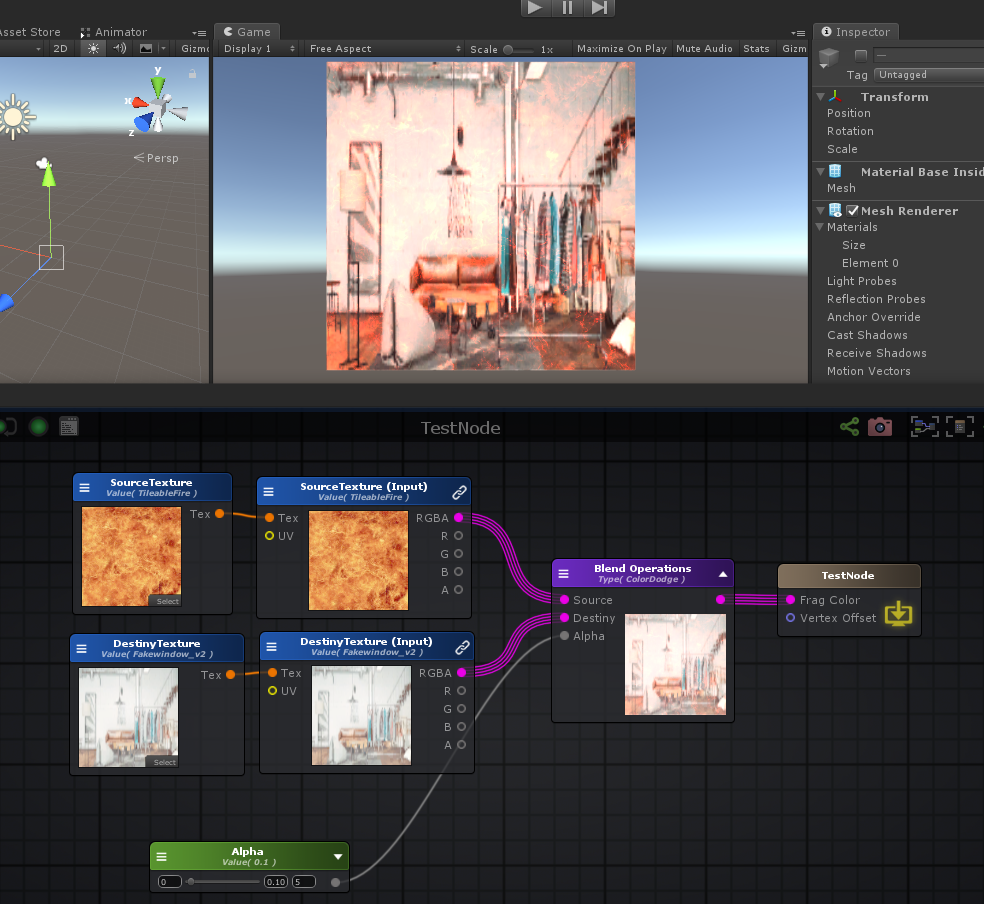 Asset Store
Animator
Game
Inspector
2D
Gizmo
Display 1
Free Aspect
Scale
1x
Maximize On Play
Mute Audio
Stats
Gizm
Tag
Untagged
y
x
z
Persp
Transform
Position
Rotation
Scale
Material Base Insid
Mesh
Mesh Renderer
Materials
Size
Element 0
Light Probes
Reflection Probes
Anchor Override
Cast Shadows
Receive Shadows
Motion Vectors
TestNode
SourceTexture
Value( TileableFire )
Tex
Select
SourceTexture (Input)
Value( TileableFire )
Tex
UV
RGBA
R
G
B
A
DestinyTexture
Value( Fakewindow_v2 )
Tex
Select
DestinyTexture (Input)
Value( Fakewindow_v2 )
Tex
UV
RGBA
R
G
B
A
Blend Operations
Type( ColorDodge )
Source
Destiny
Alpha
TestNode
Frag Color
Vertex Offset
Alpha
Value( 0.1 )
0
0.10
5